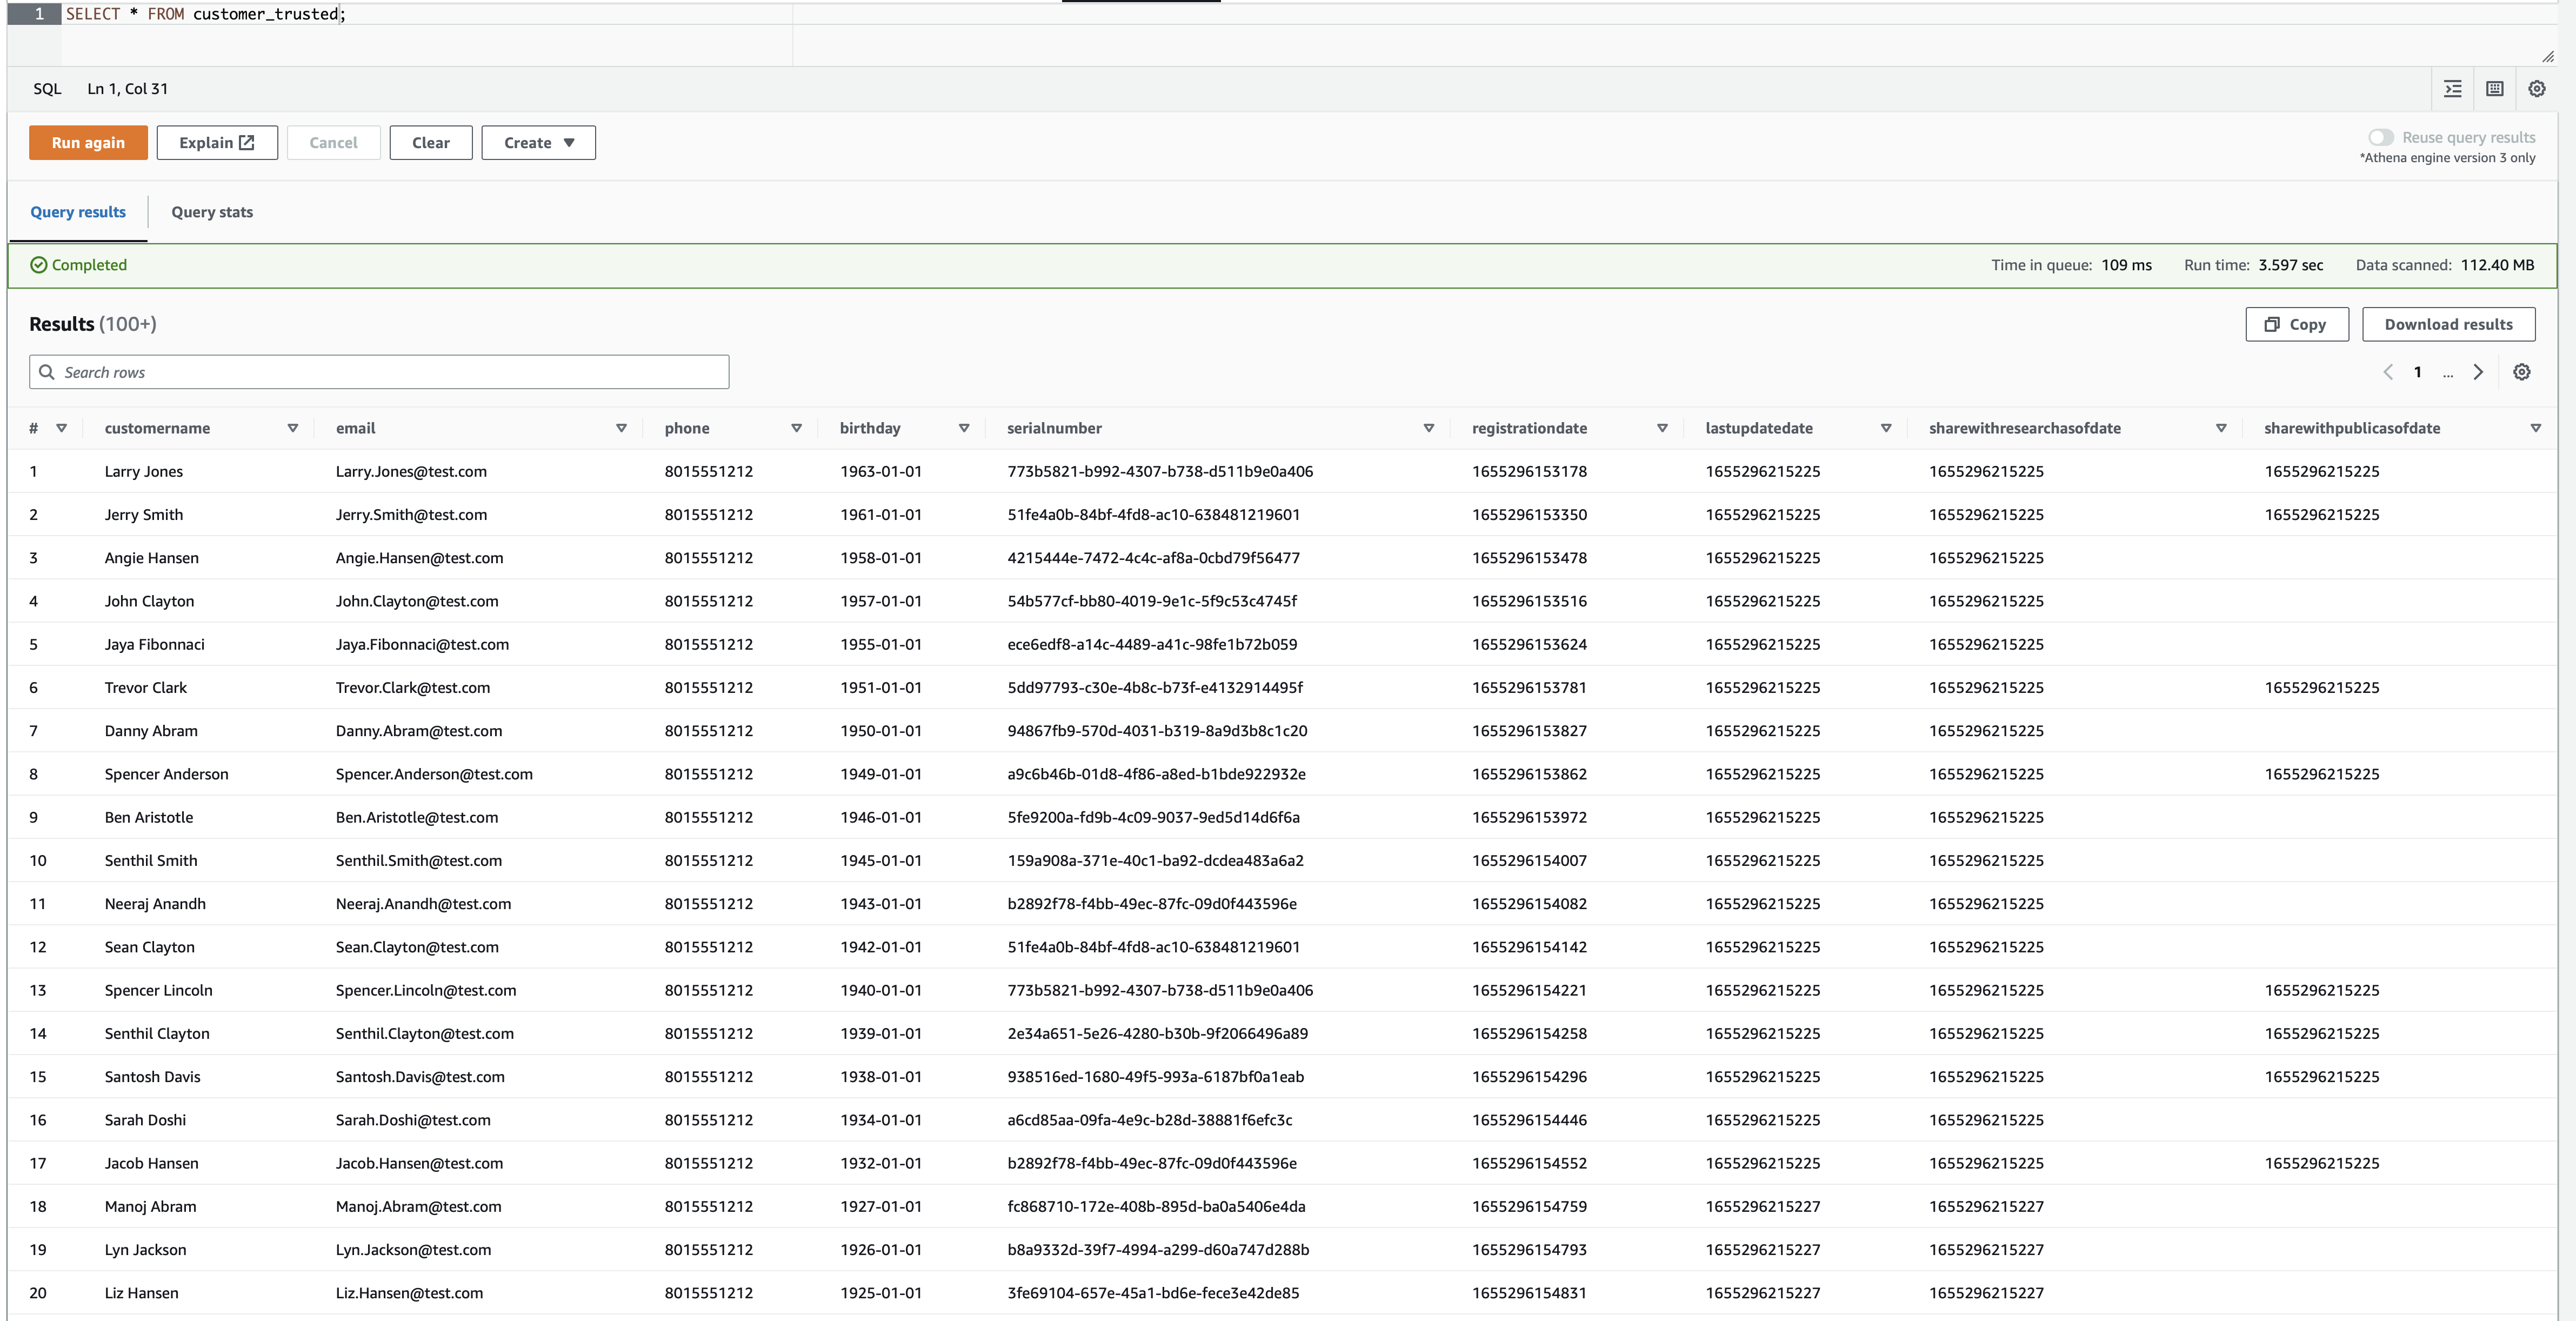 1 SELECT * FROM customer_trusted;
SQL Ln 1, Col 31
Run again Explain Cancel Clear Create Reuse query results
*Athena engine version 3 only
Query results Query stats
Completed Time in queue: 109 ms Run time: 3.597 sec Data scanned: 112.40 MB
Results (100+) Copy Download results
Search rows 1 ...
# customername email phone birthday serialnumber registrationdate lastupdatedate sharewithresearchasofdate sharewithpublicasofdate
1 Larry Jones Larry.Jones@test.com 8015551212 1963-01-01 773b5821-b992-4307-b738-d511b9e0a406 1655296153178 1655296215225 1655296215225 1655296215225
2 Jerry Smith Jerry.Smith@test.com 8015551212 1961-01-01 51fe4a0b-84bf-4fd8-ac10-638481219601 1655296153350 1655296215225 1655296215225 1655296215225
3 Angie Hansen Angie.Hansen@test.com 8015551212 1958-01-01 4215444e-7472-4c4c-af8a-0cbd79f56477 1655296153478 1655296215225 1655296215225
4 John Clayton John.Clayton@test.com 8015551212 1957-01-01 54b577cf-bb80-4019-9e1c-5f9c53c4745f 1655296153516 1655296215225 1655296215225
5 Jaya Fibonnaci Jaya.Fibonnaci@test.com 8015551212 1955-01-01 ece6edf8-a14c-4489-a41c-98fe1b72b059 1655296153624 1655296215225 1655296215225
6 Trevor Clark Trevor.Clark@test.com 8015551212 1951-01-01 5dd97793-c30e-4b8c-b73f-e4132914495f 1655296153781 1655296215225 1655296215225 1655296215225
7 Danny Abram Danny.Abram@test.com 8015551212 1950-01-01 94867fb9-570d-4031-b319-8a9d3b8c1c20 1655296153827 1655296215225 1655296215225
8 Spencer Anderson Spencer.Anderson@test.com 8015551212 1949-01-01 a9c6b46b-01d8-4f86-a8ed-b1bde922932e 1655296153862 1655296215225 1655296215225 1655296215225
9 Ben Aristotle Ben.Aristotle@test.com 8015551212 1946-01-01 5fe9200a-fd9b-4c09-9037-9ed5d14d6f6a 1655296153972 1655296215225 1655296215225
10 Senthil Smith Senthil.Smith@test.com 8015551212 1945-01-01 159a908a-371e-40c1-ba92-dcdea483a6a2 1655296154007 1655296215225 1655296215225
11 Neeraj Anandh Neeraj.Anandh@test.com 8015551212 1943-01-01 b2892f78-f4bb-49ec-87fc-09d0f443596e 1655296154082 1655296215225 1655296215225
12 Sean Clayton Sean.Clayton@test.com 8015551212 1942-01-01 51fe4a0b-84bf-4fd8-ac10-638481219601 1655296154142 1655296215225 1655296215225
13 Spencer Lincoln Spencer.Lincoln@test.com 8015551212 1940-01-01 773b5821-b992-4307-b738-d511b9e0a406 1655296154221 1655296215225 1655296215225 1655296215225
14 Senthil Clayton Senthil.Clayton@test.com 8015551212 1939-01-01 2e34a651-5e26-4280-b30b-9f2066496a89 1655296154258 1655296215225 1655296215225 1655296215225
15 Santosh Davis Santosh.Davis@test.com 8015551212 1938-01-01 938516ed-1680-49f5-993a-6187bf0a1eab 1655296154296 1655296215225 1655296215225 1655296215225
16 Sarah Doshi Sarah.Doshi@test.com 8015551212 1934-01-01 a6cd85aa-09fa-4e9c-b28d-38881f6efc3c 1655296154446 1655296215225 1655296215225
17 Jacob Hansen Jacob.Hansen@test.com 8015551212 1932-01-01 b2892f78-f4bb-49ec-87fc-09d0f443596e 1655296154552 1655296215225 1655296215225 1655296215225
18 Manoj Abram Manoj.Abram@test.com 8015551212 1927-01-01 fc868710-172e-408b-895d-ba0a5406e4da 1655296154759 1655296215227 1655296215227
19 Lyn Jackson Lyn.Jackson@test.com 8015551212 1926-01-01 b8a9332d-39f7-4994-a299-d60a747d288b 1655296154793 1655296215227 1655296215227
20 Liz Hansen Liz.Hansen@test.com 8015551212 1925-01-01 3fe69104-657e-45a1-bd6e-fece3e42de85 1655296154831 1655296215227 1655296215227